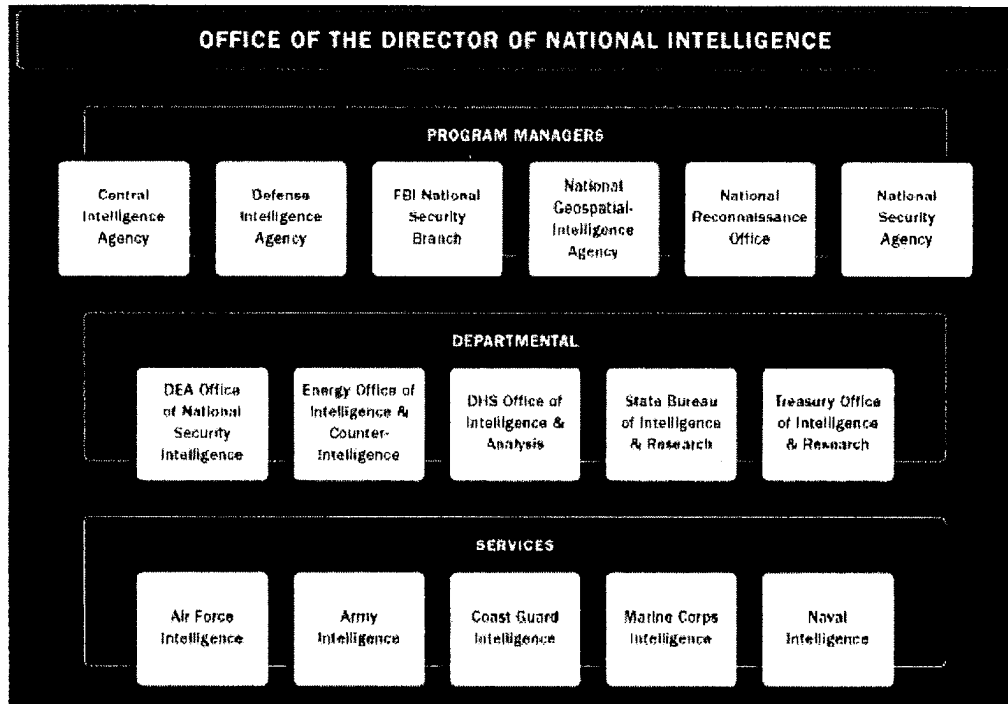 OFFICE OF THE DIRECTOR OF NATIONAL INTELLIGENCE
PROGRAM MANAGERS
Central
Intelligence
Agency
Defense
Intelligence
Agency
FBI National
Security
Branch
National
Geospatial-
Intelligence
Agency
National
Reconnaissance
Office
National
Security
Agency
DEPARTMENTAL
DEA Office
of National
Security
Intelligence
Energy Office of
Intelligence &
Counter-
Intelligence
DHS Office of
Intelligence &
Analysis
State Bureau
of Intelligence
& Research
Treasury Office
of Intelligence
& Research
SERVICES
Air Force
Intelligence
Army
Intelligence
Coast Guard
Intelligence
Marine Corps
Intelligence
Naval
Intelligence